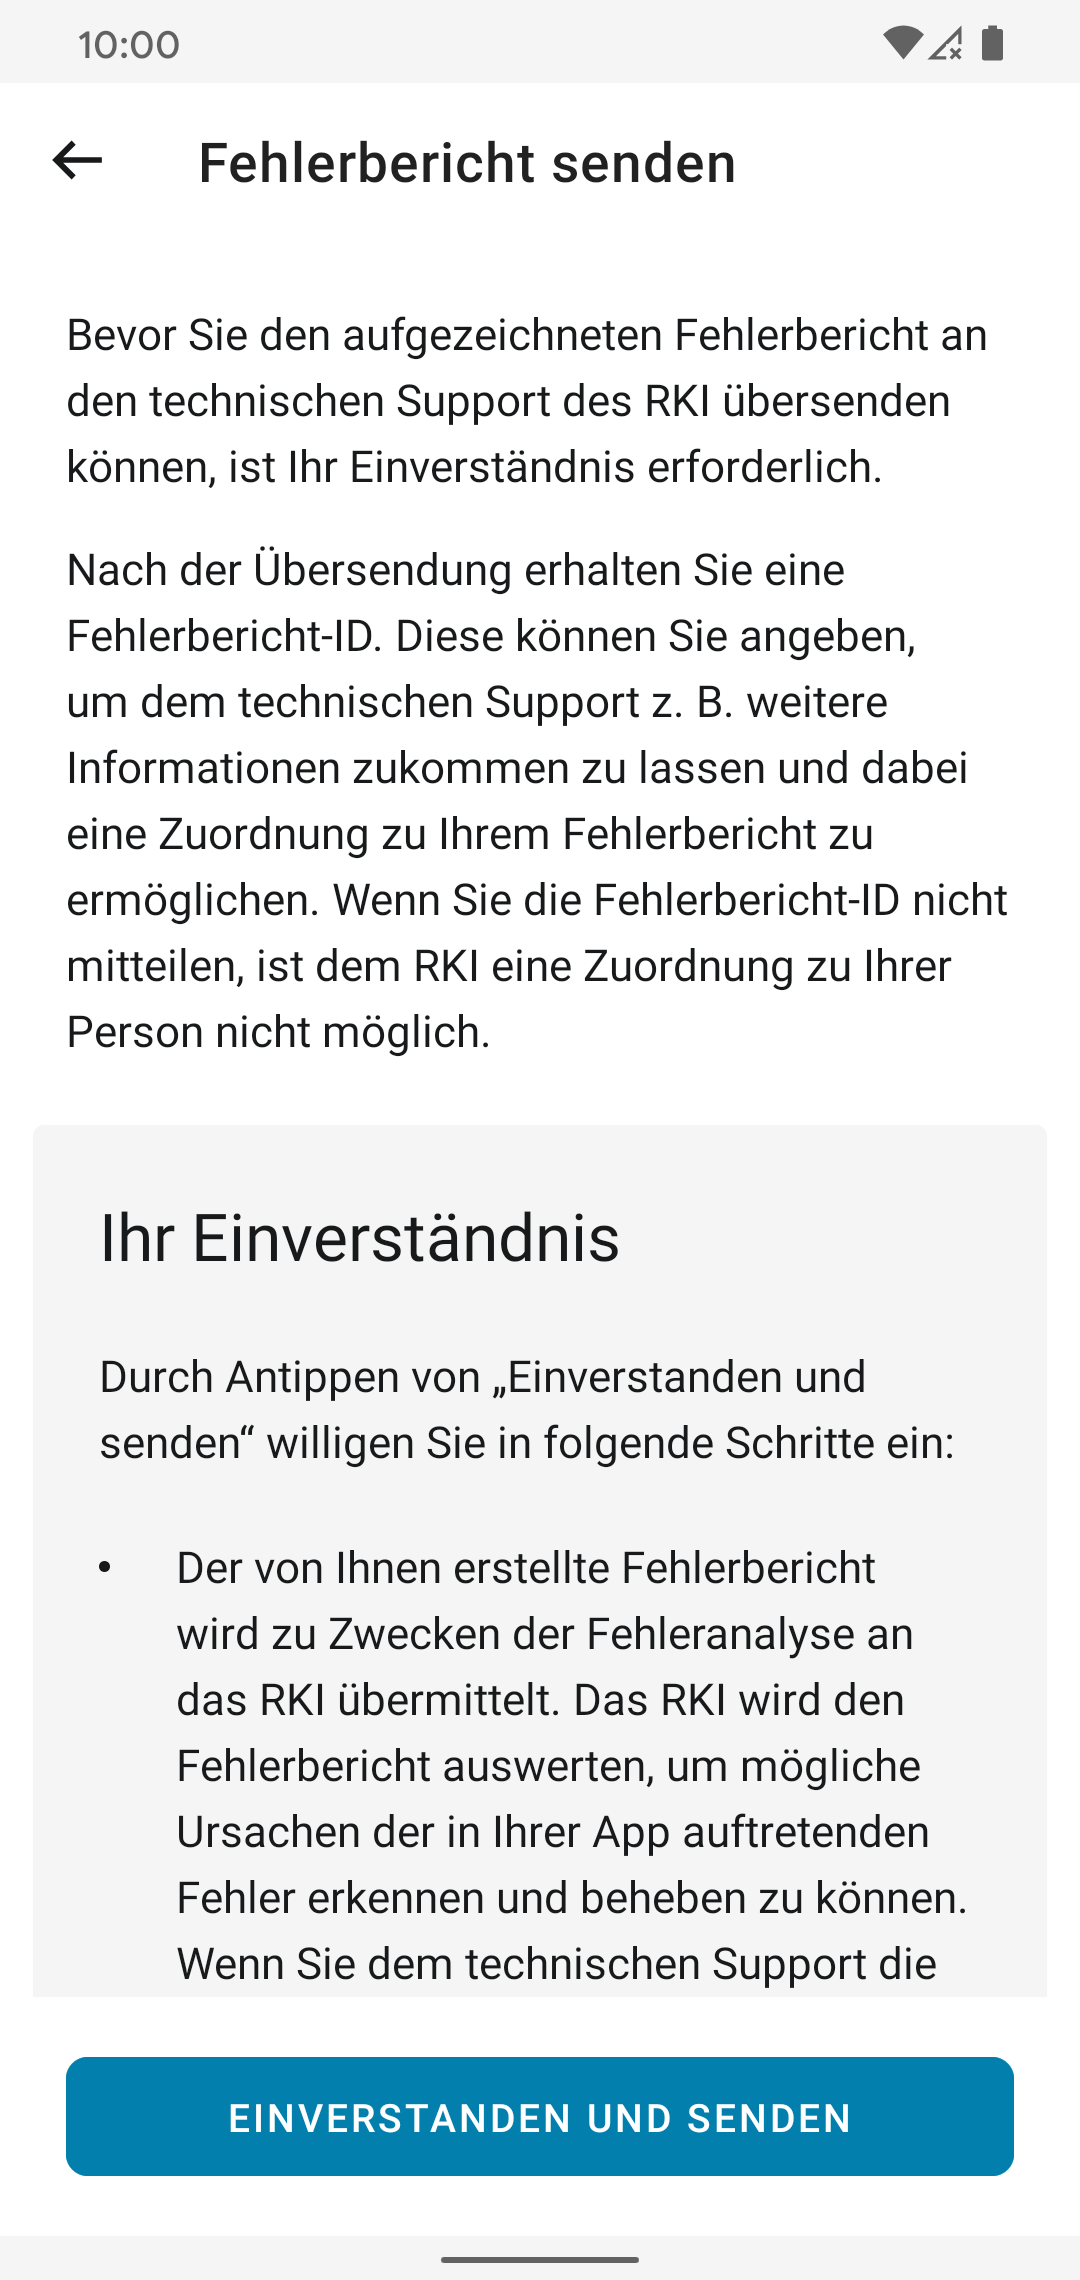 10:00
Fehlerbericht senden
Bevor Sie den aufgezeichneten Fehlerbericht an
den technischen Support des RKI übersenden
können, ist Ihr Einverständnis erforderlich.
Nach der Übersendung erhalten Sie eine
Fehlerbericht-ID. Diese können Sie angeben,
um dem technischen Support z. B. weitere
Informationen zukommen zu lassen und dabei
eine Zuordnung zu Ihrem Fehlerbericht zu
ermöglichen. Wenn Sie die Fehlerbericht-ID nicht
mitteilen, ist dem RKI eine Zuordnung zu Ihrer
Person nicht möglich.
Ihr Einverständnis
Durch Antippen von „Einverstanden und
senden“ willigen Sie in folgende Schritte ein:
• Der von Ihnen erstellte Fehlerbericht
wird zu Zwecken der Fehleranalyse an
das RKI übermittelt. Das RKI wird den
Fehlerbericht auswerten, um mögliche
Ursachen der in Ihrer App auftretenden
Fehler erkennen und beheben zu können.
Wenn Sie dem technischen Support die
EINVERSTANDEN UND SENDEN